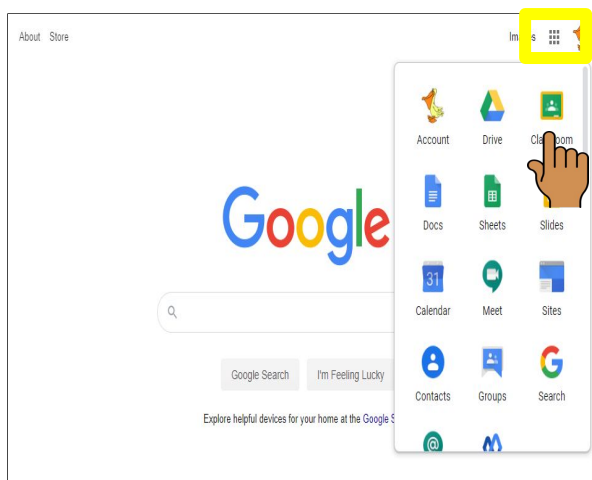 About Store
Account Drive
Google
Docs Sheets Slides
31
Calendar Meet Sites
Google Search I'm Feeling Lucky
Contacts Groups Search
Explore helpful devices for your home at the Google